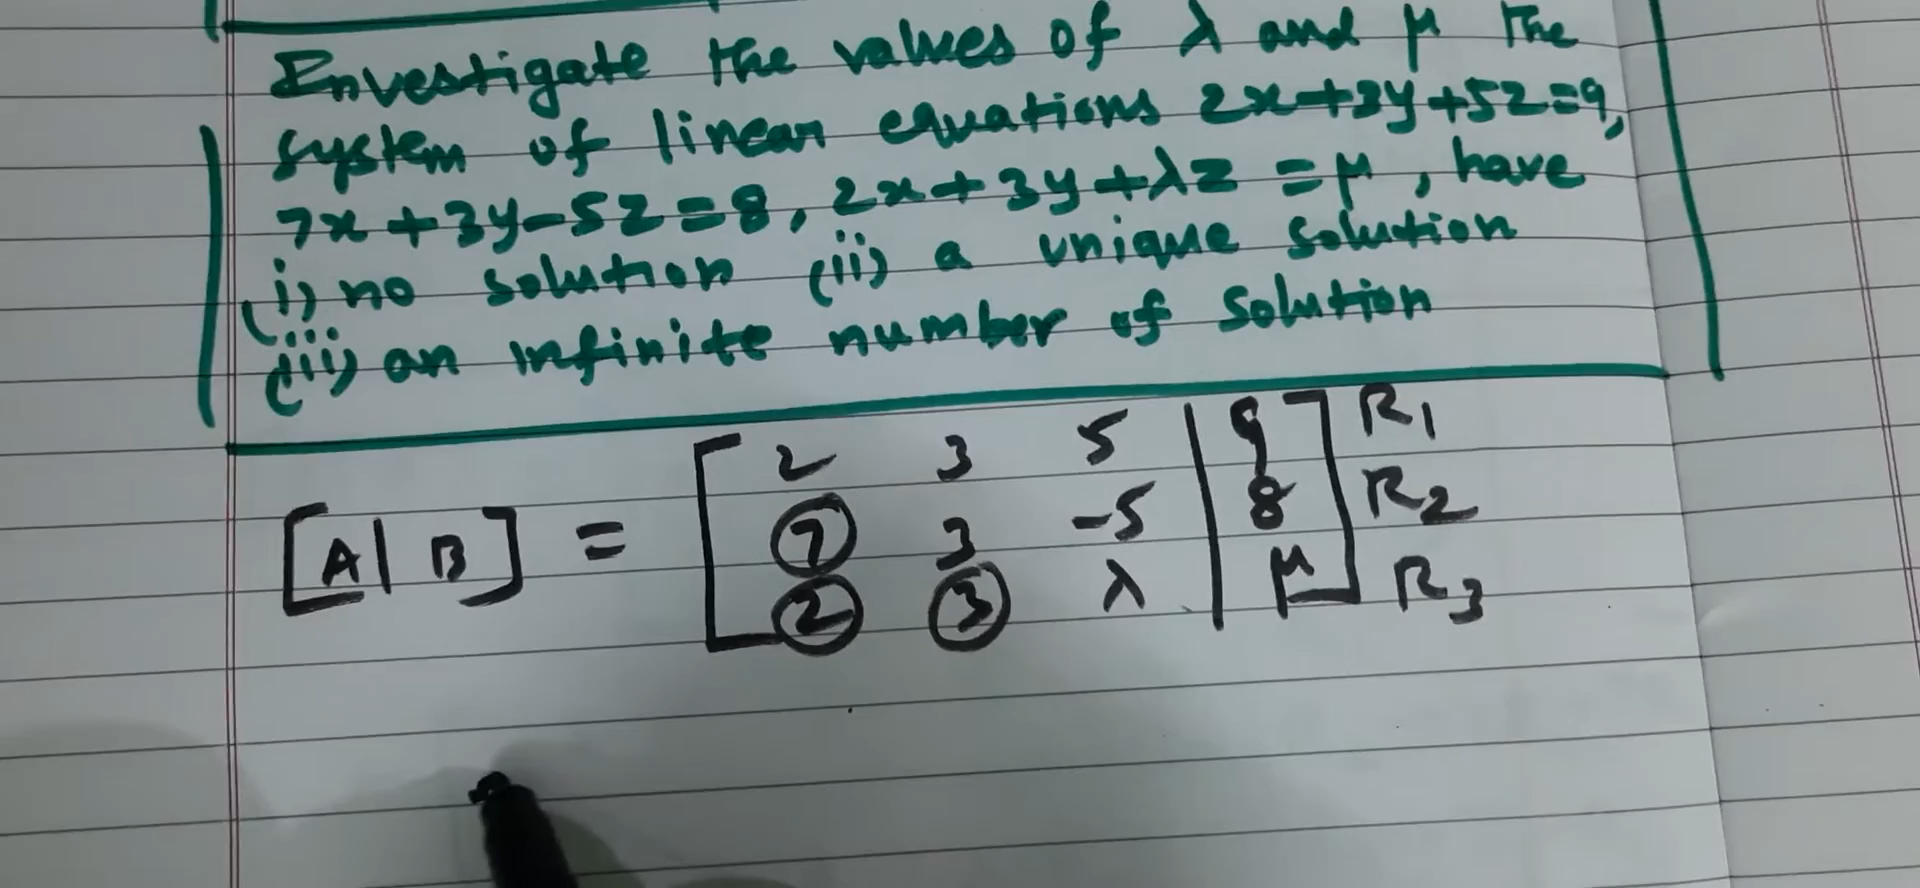 Investigate the values of λ and μ the
system of linear equations 2x+3y+5z=9,
7x+3y-5z=8, 2x+3y+λz=μ, have
(i) no solution (ii) a unique solution
(iii) an infinite number of solution
2 3 5 9 R1
[A|B] = 7 3 -5 8 R2
2 3 λ μ R3